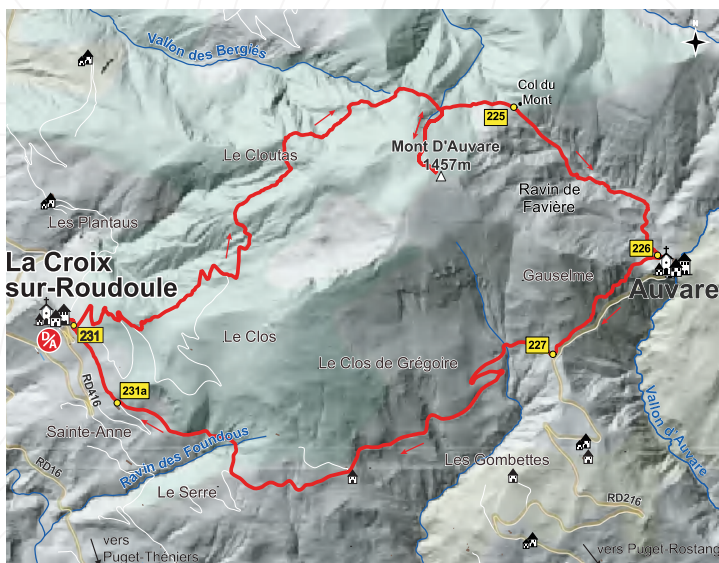 N
Vallon des Bergiés
Col du
Mont
225
Mont D'Auvare
1457m
Le Cloutas
Ravin de
Favière
Les Plantaus
226
La Croix
sur-Roudoule
Gauselme
Auvare
D/A
231
Le Clos
227
Le Clos de Grégoire
RD416
231a
Sainte-Anne
Ravin des Foundous
Vallon d'Auvare
RD16
Les Gombettes
Le Serre
RD216
vers
Puget-Théniers
vers Puget-Rostang